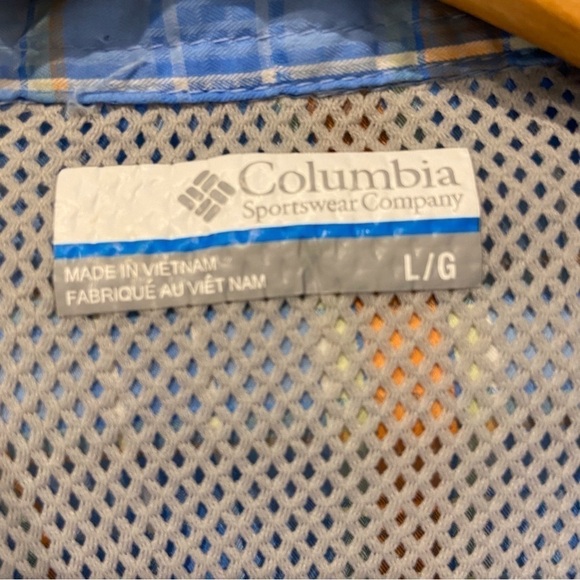 Columbia
Sportswear Company
MADE IN VIETNAM
FABRIQUÉ AU VIÊT NAM
L/G